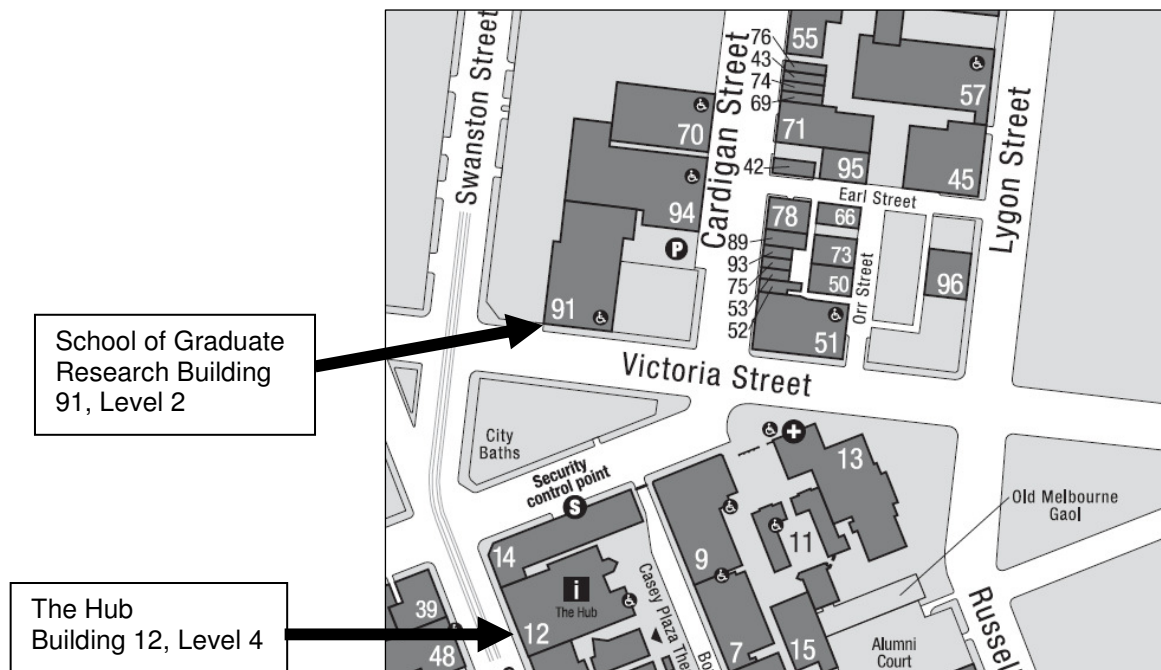 School of Graduate
Research Building
91, Level 2
The Hub
Building 12, Level 4
Swanston Street
Cardigan Street
Lygon Street
55
76
43
74
69
57
70
71
42
95
45
Earl Street
94
78
66
89
93
73
P
75
50
96
53
Orr Street
52
91
51
Victoria Street
City
Baths
Security
control point
S
13
Old Melbourne
Gaol
14
9
11
i
The Hub
Casey Plaza The
39
12
48
7
15
Alumni
Court
Russel
Bo